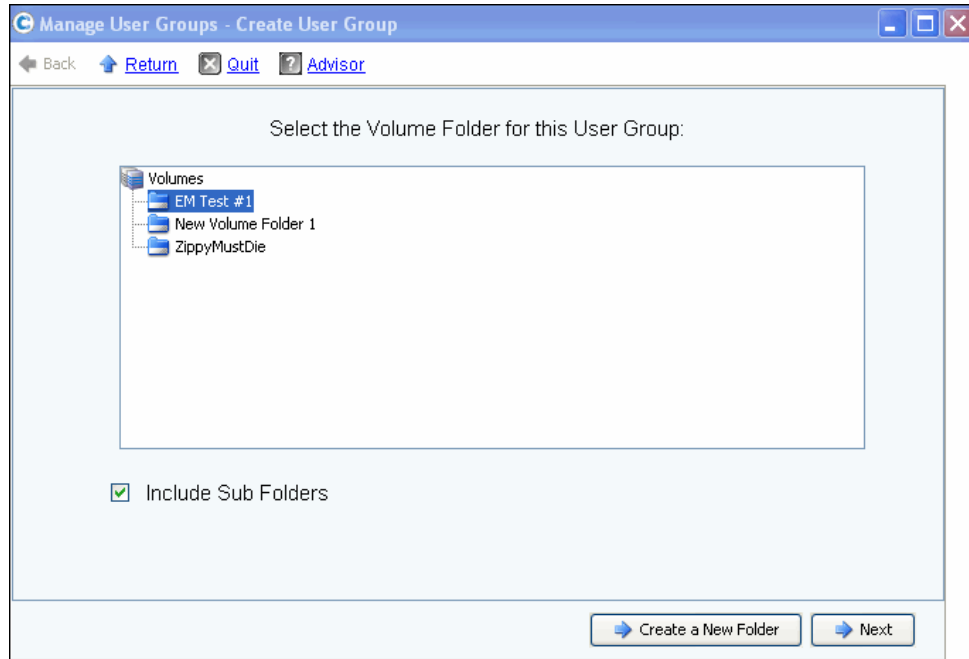 Manage User Groups - Create User Group
Back Return Quit ? Advisor
Select the Volume Folder for this User Group:
Volumes
EM Test #1
New Volume Folder 1
ZippyMustDie
Include Sub Folders
Create a New Folder Next